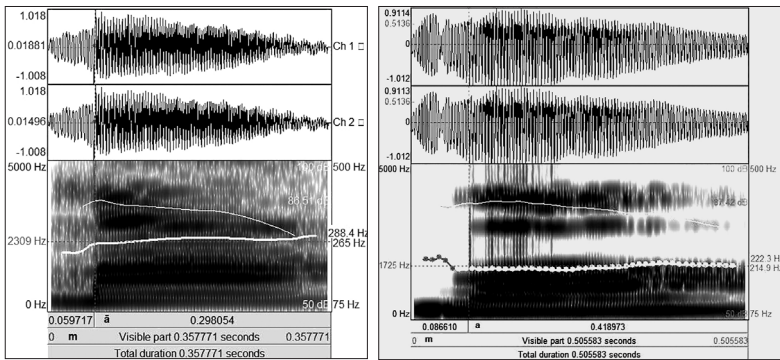 1.018
0.01881
-1.008
Ch 1
1.018
0.01496
-1.008
Ch 2
5000 Hz
100 dB
500 Hz
86.51 dB
2309 Hz
288.4 Hz
265 Hz
0 Hz
50 dB
75 Hz
0.059717
ã
0.298054
0
m
Visible part 0.357771 seconds
0.357771
Total duration 0.357771 seconds
0.9114
0.5136
0
-1.012
0.9113
0.5136
0
-1.012
5000 Hz
100 dB
500 Hz
87.42 dB
1725 Hz
222.3 H
214.9 H
0 Hz
50 dB
75 Hz
0.086610
a
0.418973
0
m
Visible part 0.505583 seconds
0.505583
Total duration 0.505583 seconds